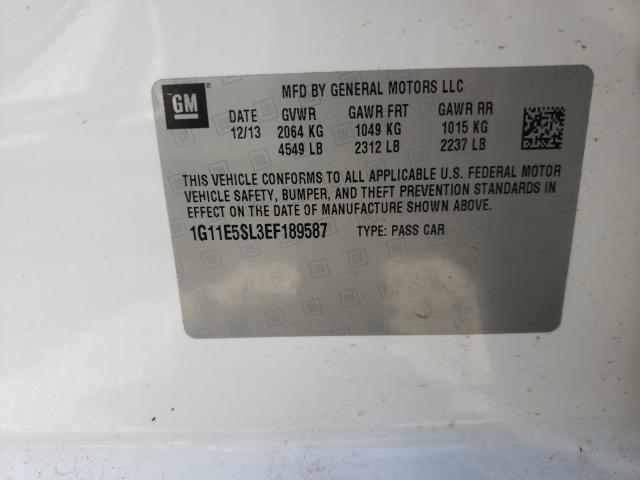 GM
MFD BY GENERAL MOTORS LLC
DATE GVWR GAWR FRT GAWR RR
12/13 2064 KG 1049 KG 1015 KG
4549 LB 2312 LB 2237 LB
THIS VEHICLE CONFORMS TO ALL APPLICABLE U.S. FEDERAL MOTOR
VEHICLE SAFETY, BUMPER, AND THEFT PREVENTION STANDARDS IN
EFFECT ON THE DATE OF MANUFACTURE SHOWN ABOVE.
1G11E5SL3EF189587 TYPE: PASS CAR